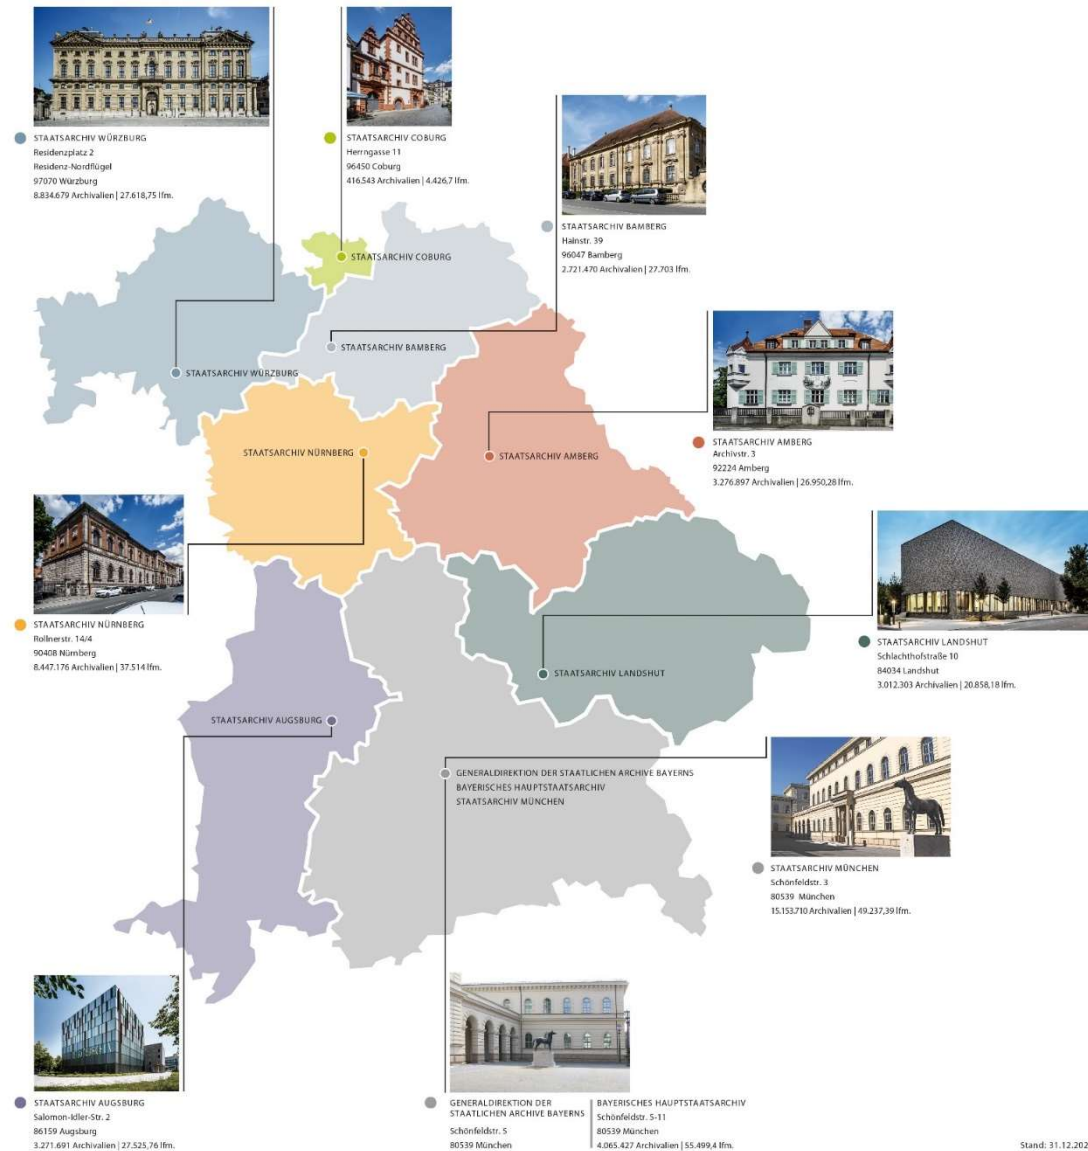 STAATSARCHIV WÜRZBURG
Residenzplatz 2
Residenz-Nordflügel
97070 Würzburg
8.834.679 Archivalien | 27.618,75 lfm.
STAATSARCHIV COBURG
Herrngasse 11
96450 Coburg
416.543 Archivalien | 4.426,7 lfm.
STAATSARCHIV BAMBERG
Hainstr. 39
96047 Bamberg
2.721.470 Archivalien | 27.703 lfm.
STAATSARCHIV COBURG
STAATSARCHIV BAMBERG
STAATSARCHIV WÜRZBURG
STAATSARCHIV AMBERG
Archivstr. 3
92224 Amberg
3.276.897 Archivalien | 26.950,28 lfm.
STAATSARCHIV NÜRNBERG
STAATSARCHIV AMBERG
STAATSARCHIV NÜRNBERG
Rollnerstr. 14/4
90408 Nürnberg
8.447.176 Archivalien | 37.514 lfm.
STAATSARCHIV LANDSHUT
Schlachthofstraße 10
84034 Landshut
3.012.303 Archivalien | 20.858,18 lfm.
STAATSARCHIV LANDSHUT
STAATSARCHIV AUGSBURG
GENERALDIREKTION DER STAATLICHEN ARCHIVE BAYERNS
BAYERISCHES HAUPTSTAATSARCHIV
STAATSARCHIV MÜNCHEN
STAATSARCHIV MÜNCHEN
Schönfeldstr. 3
80539 München
15.153.710 Archivalien | 49.237,39 lfm.
STAATSARCHIV AUGSBURG
Salomon-Idler-Str. 2
86159 Augsburg
3.271.691 Archivalien | 27.525,76 lfm.
GENERALDIREKTION DER
STAATLICHEN ARCHIVE BAYERNS
Schönfeldstr. 5
80539 München
BAYERISCHES HAUPTSTAATSARCHIV
Schönfeldstr. 5-11
80539 München
4.065.427 Archivalien | 55.499,4 lfm.
Stand: 31.12.202